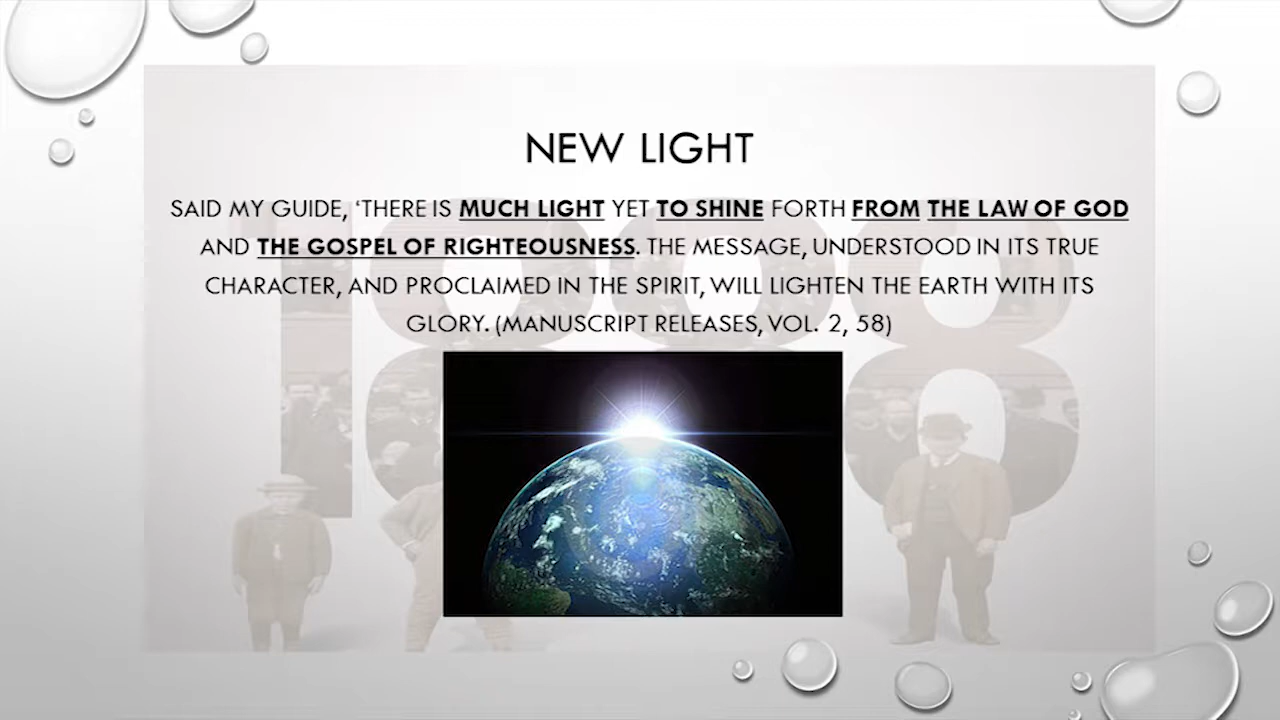 NEW LIGHT
SAID MY GUIDE, ‘THERE IS MUCH LIGHT YET TO SHINE FORTH FROM THE LAW OF GOD
AND THE GOSPEL OF RIGHTEOUSNESS. THE MESSAGE, UNDERSTOOD IN ITS TRUE
CHARACTER, AND PROCLAIMED IN THE SPIRIT, WILL LIGHTEN THE EARTH WITH ITS
GLORY. (MANUSCRIPT RELEASES, VOL. 2, 58)
1888